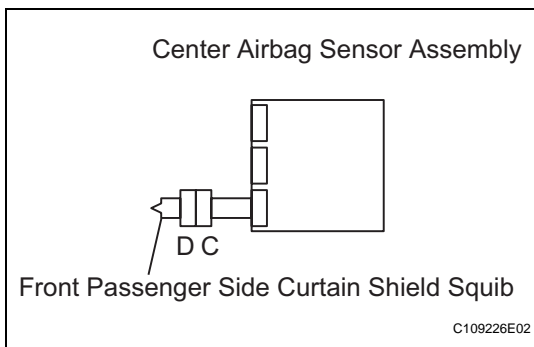 Center Airbag Sensor Assembly
D C
Front Passenger Side Curtain Shield Squib
C109226E02